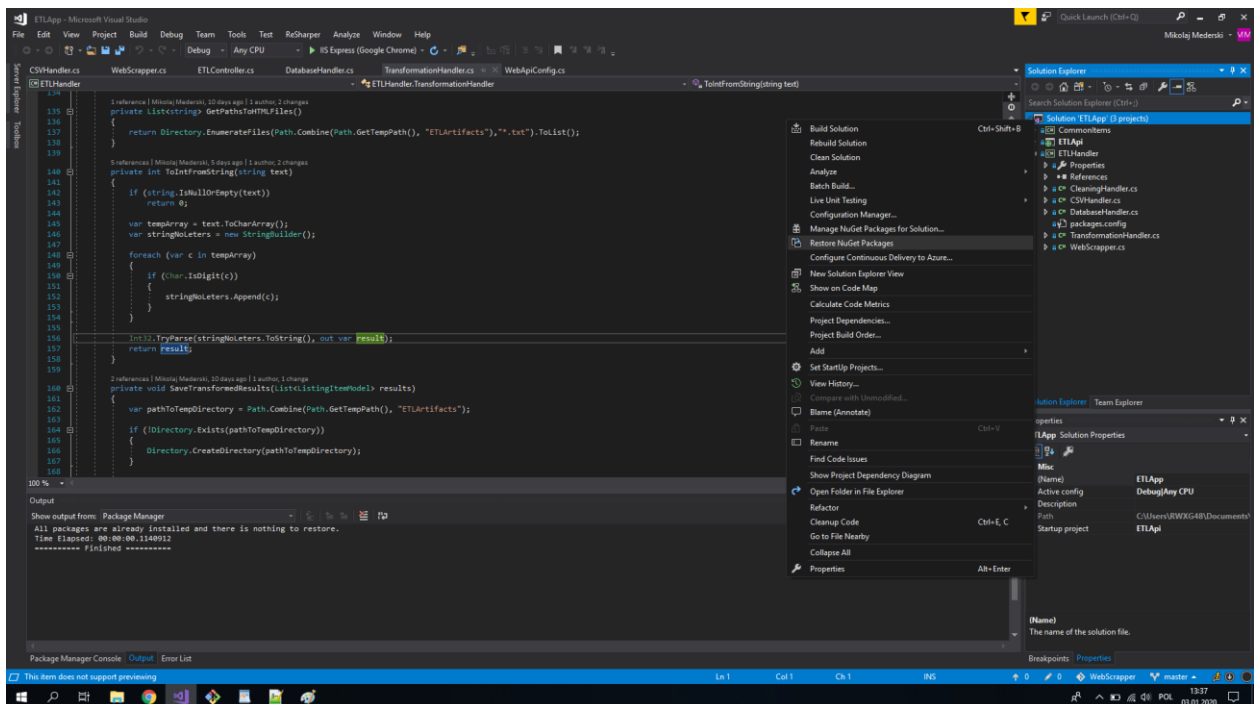 ETLApp - Microsoft Visual Studio
Quick Launch (Ctrl+Q)
File Edit View Project Build Debug Team Tools Test ReSharper Analyze Window Help
Mikolaj Mederski
MM
Debug Any CPU IIS Express (Google Chrome)
Server Explorer
Toolbox
CSVHandler.cs WebScrapper.cs ETLController.cs DatabaseHandler.cs TransformationHandler.cs WebApiConfig.cs
ETLHandler ETLHandler.TransformationHandler ToIntFromString(string text)
134
1 reference | Mikolaj Mederski, 10 days ago | 1 author, 2 changes
135 private List<string> GetPathsToHTMLFiles()
136 {
137 return Directory.EnumerateFiles(Path.Combine(Path.GetTempPath(), "ETLArtifacts"),"*.txt").ToList();
138 }
139
5 references | Mikolaj Mederski, 5 days ago | 1 author, 2 changes
140 private int ToIntFromString(string text)
141 {
142 if (string.IsNullOrEmpty(text))
143 return 0;
144
145 var tempArray = text.ToCharArray();
146 var stringNoLeters = new StringBuilder();
147
148 foreach (var c in tempArray)
149 {
150 if (Char.IsDigit(c))
151 {
152 stringNoLeters.Append(c);
153 }
154 }
155
156 Int32.TryParse(stringNoLeters.ToString(), out var result);
157 return result;
158 }
159
2 references | Mikolaj Mederski, 10 days ago | 1 author, 1 change
160 private void SaveTransformedResults(List<ListingItemModel> results)
161 {
162 var pathToTempDirectory = Path.Combine(Path.GetTempPath(), "ETLArtifacts");
163
164 if (!Directory.Exists(pathToTempDirectory))
165 {
166 Directory.CreateDirectory(pathToTempDirectory);
167 }
168
100 %
Output
Show output from: Package Manager
All packages are already installed and there is nothing to restore.
Time Elapsed: 00:00:00.1140912
========== Finished ==========
Package Manager Console Output Error List
Build Solution Ctrl+Shift+B
Rebuild Solution
Clean Solution
Analyze
Batch Build...
Live Unit Testing
Configuration Manager...
Manage NuGet Packages for Solution...
Restore NuGet Packages
Configure Continuous Delivery to Azure...
New Solution Explorer View
Show on Code Map
Calculate Code Metrics
Project Dependencies...
Project Build Order...
Add
Set StartUp Projects...
View History...
Compare with Unmodified...
Blame (Annotate)
Paste Ctrl+V
Rename
Find Code Issues
Show Project Dependency Diagram
Open Folder in File Explorer
Refactor
Cleanup Code Ctrl+E, C
Go to File Nearby
Collapse All
Properties Alt+Enter
Solution Explorer
Search Solution Explorer (Ctrl+;)
Solution 'ETLApp' (3 projects)
CommonItems
ETLApi
ETLHandler
Properties
References
CleaningHandler.cs
CSVHandler.cs
DatabaseHandler.cs
packages.config
TransformationHandler.cs
WebScrapper.cs
Solution Explorer Team Explorer
Properties
ETLApp Solution Properties
Misc
(Name) ETLApp
Active config Debug|Any CPU
Description
Path C:\Users\RWXG48\Documents\
Startup project ETLApi
(Name)
The name of the solution file.
Breakpoints Properties
This item does not support previewing Ln 1 Col 1 Ch 1 INS 0 0 WebScrapper master
POL 13:37
03.01.2020